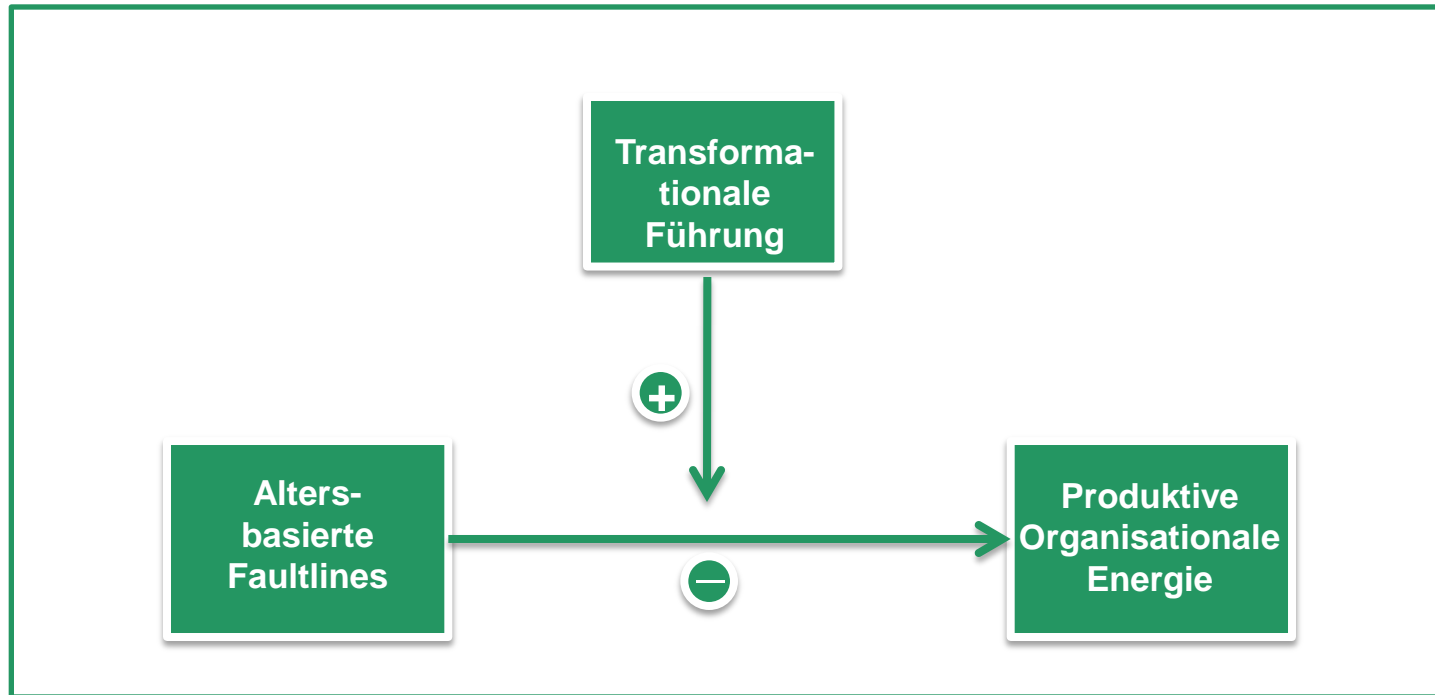 Transforma-
tionale
Führung
+
Alters-
basierte
Faultlines
−
Produktive
Organisationale
Energie